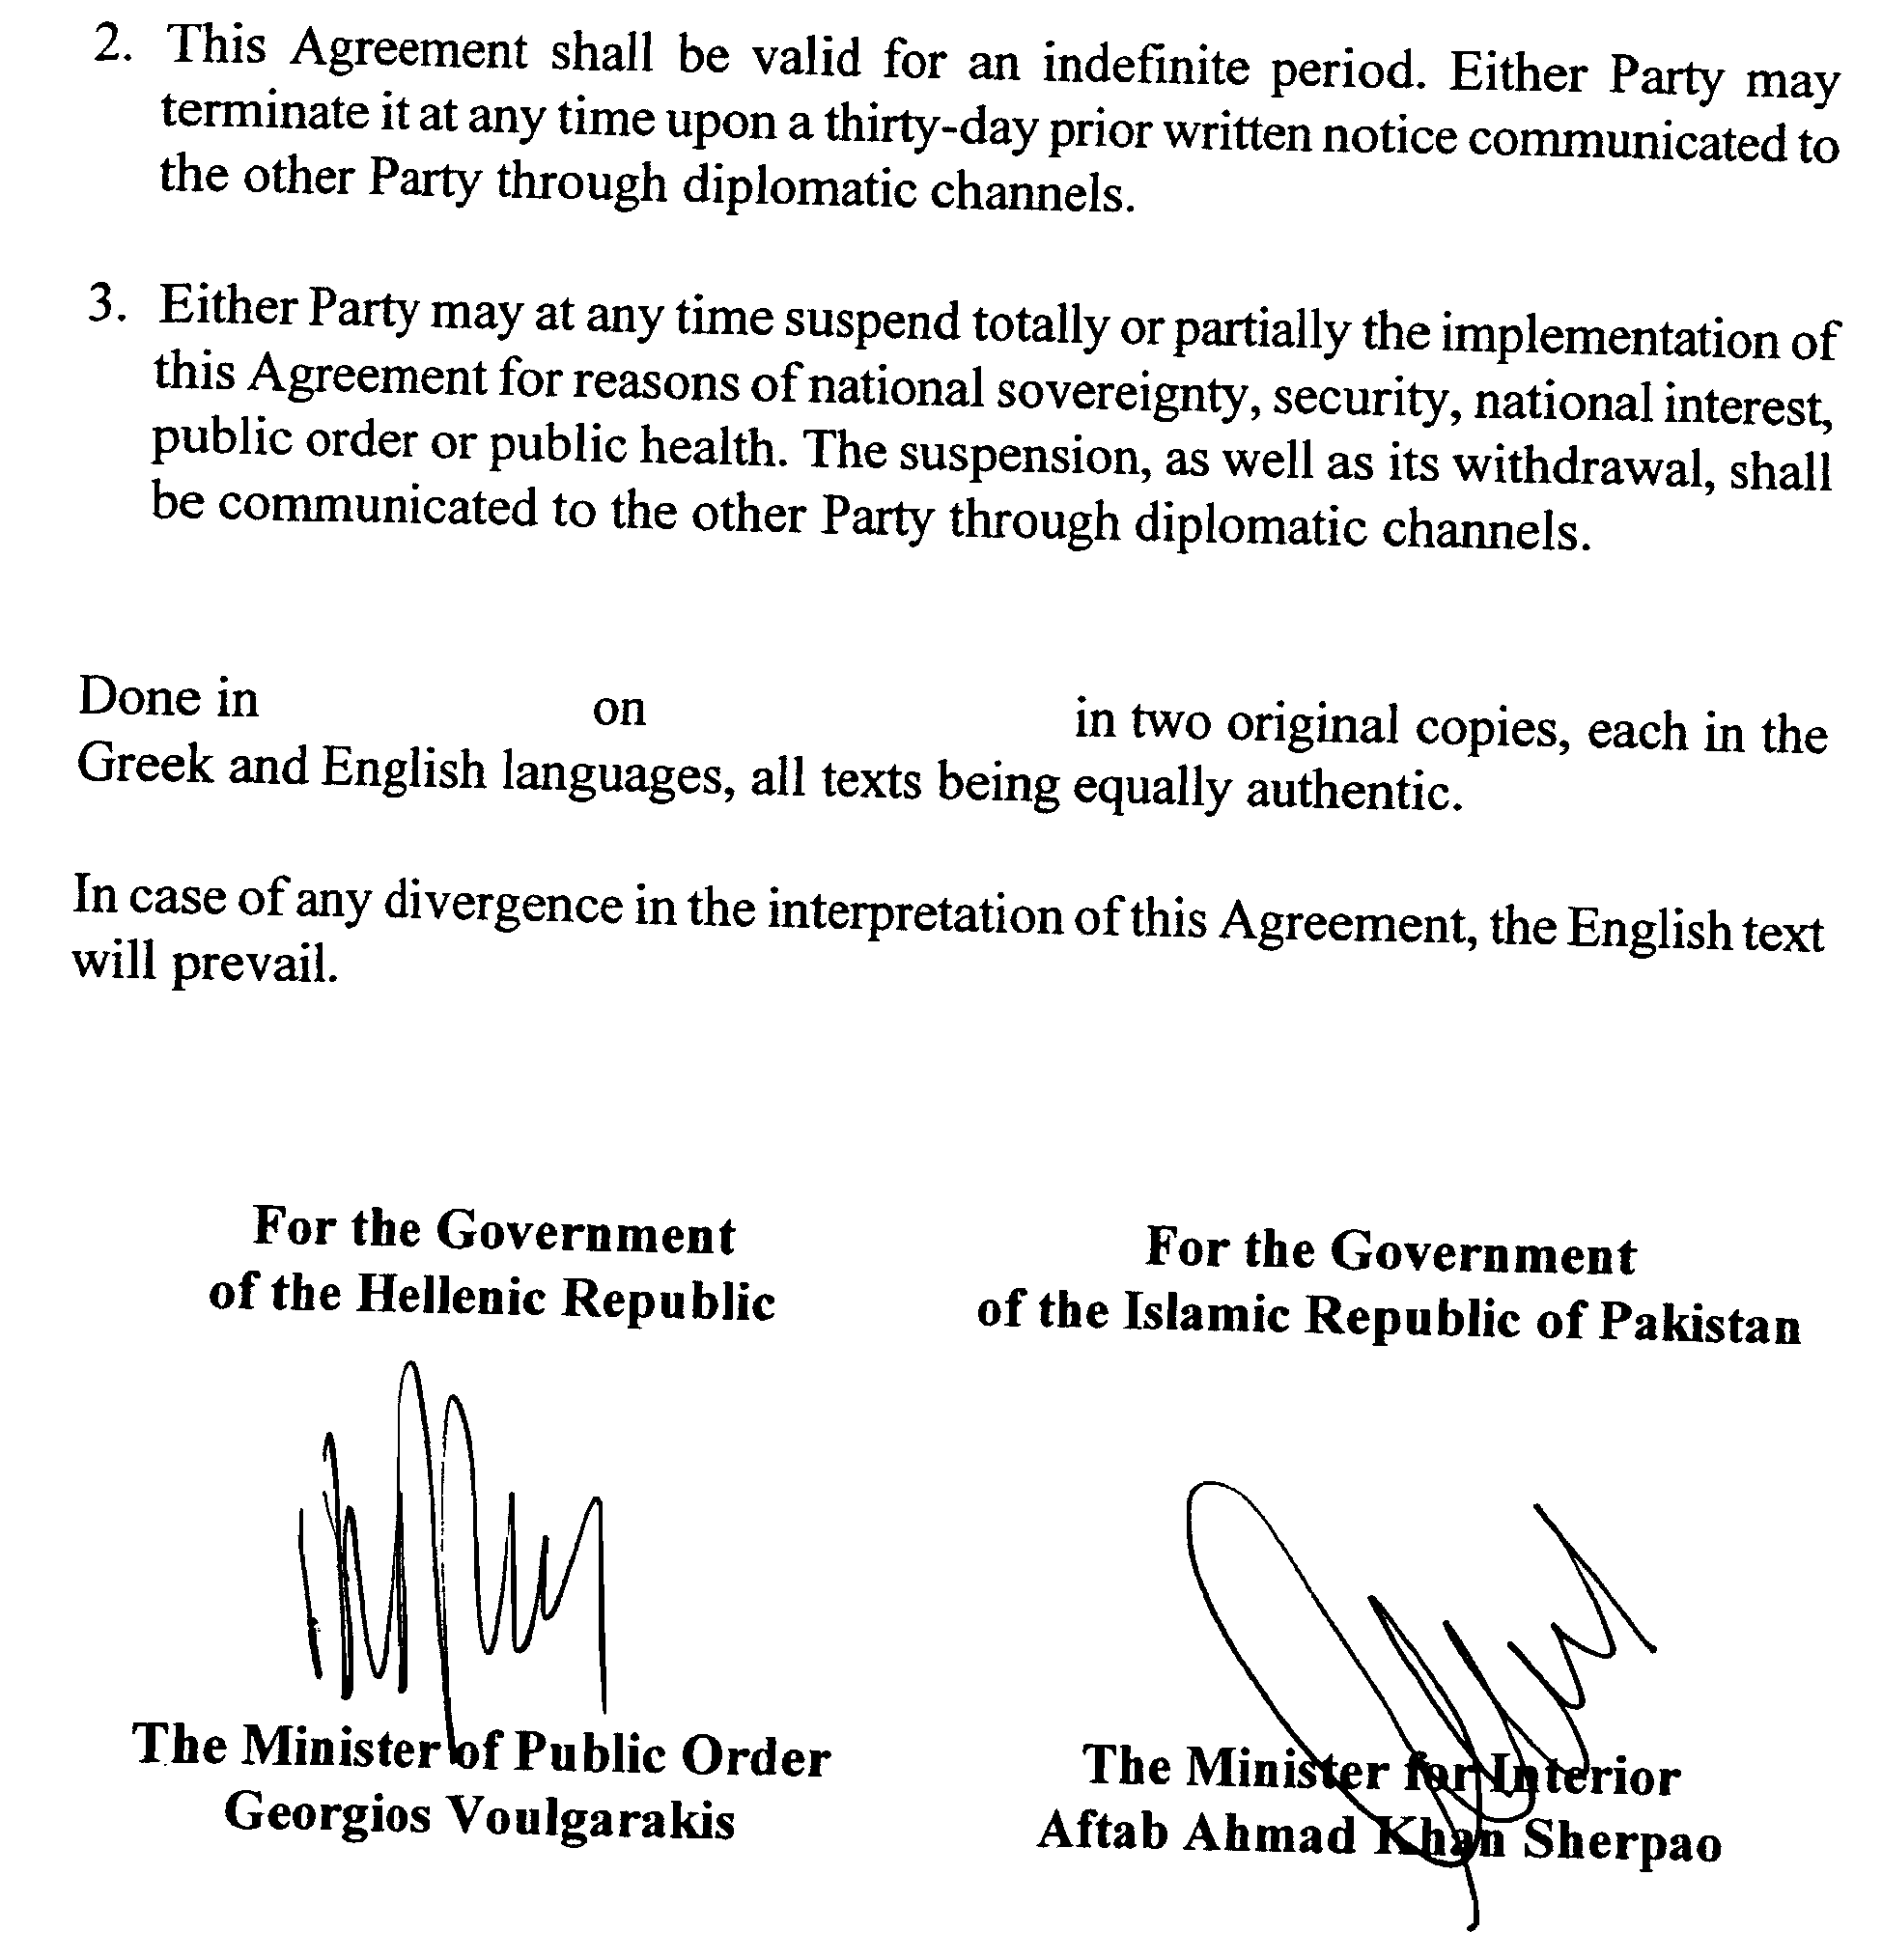 2. This Agreement shall be valid for an indefinite period. Either Party may
terminate it at any time upon a thirty-day prior written notice communicated to
the other Party through diplomatic channels.
3. Either Party may at any time suspend totally or partially the implementation of
this Agreement for reasons of national sovereignty, security, national interest,
public order or public health. The suspension, as well as its withdrawal, shall
be communicated to the other Party through diplomatic channels.
Done in on in two original copies, each in the
Greek and English languages, all texts being equally authentic.
In case of any divergence in the interpretation of this Agreement, the English text
will prevail.
For the Government
of the Hellenic Republic
The Minister of Public Order
Georgios Voulgarakis
For the Government
of the Islamic Republic of Pakistan
The Minister for Interior
Aftab Ahmad Khan Sherpao